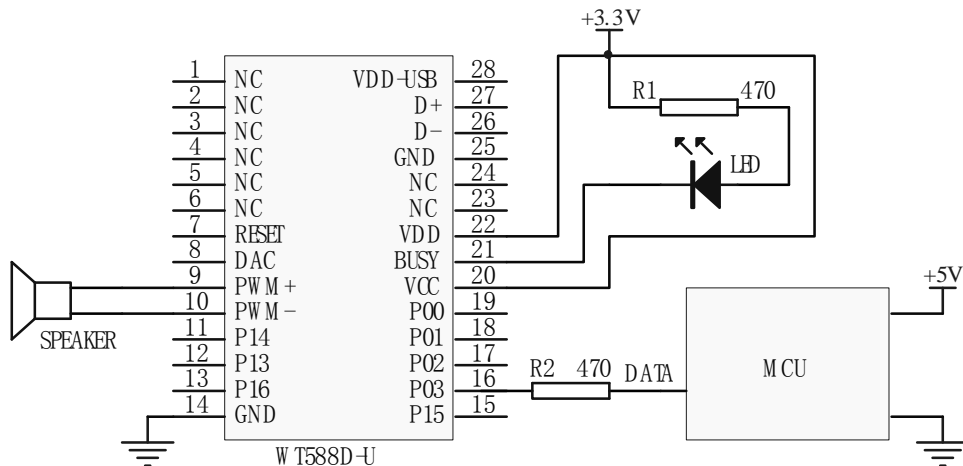 +3.3V
1 NC VDD-USB 28
2 NC D+ 27
3 NC D- 26
4 NC GND 25
5 NC NC 24
6 NC NC 23
7 RESET VDD 22
8 DAC BUSY 21
9 PWM+ VCC 20
10 PWM- P00 19
11 P14 P01 18
12 P13 P02 17
13 P16 P03 16
14 GND P15 15
WT588D-U
SPEAKER
R1 470
LED
R2 470 DATA
MCU
+5V